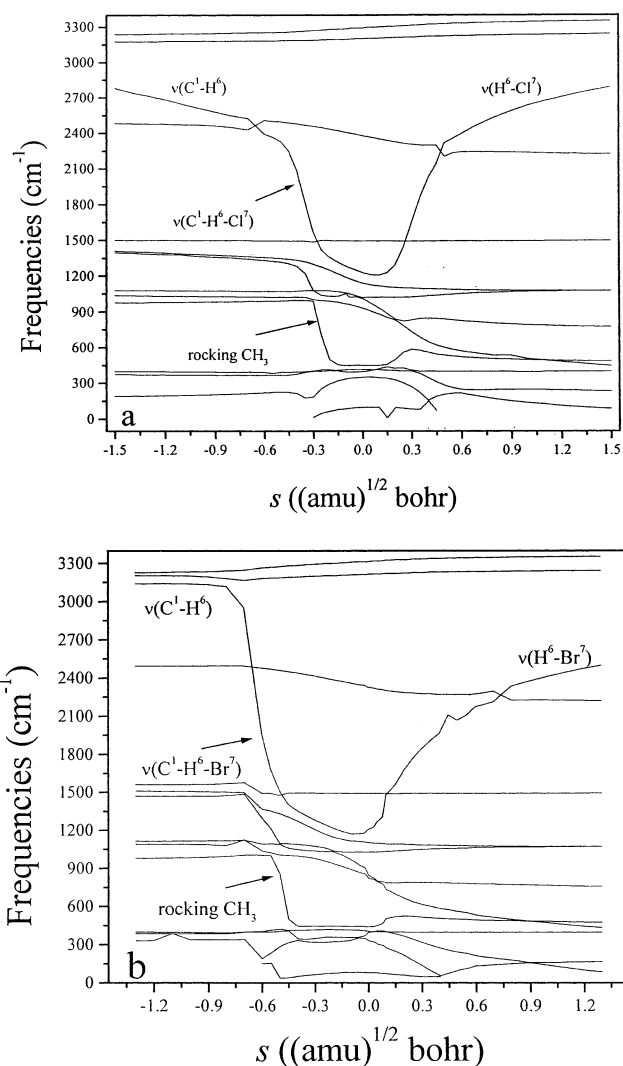 3300
3000
2700
2400
2100
1800
1500
1200
900
600
300
0
Frequencies (cm⁻¹)
ν(C¹-H⁶)
ν(H⁶-Cl⁷)
ν(C¹-H⁶-Cl⁷)
rocking CH₃
a
-1.5 -1.2 -0.9 -0.6 -0.3 0.0 0.3 0.6 0.9 1.2 1.5
s ((amu)^1/2 bohr)
3300
3000
2700
2400
2100
1800
1500
1200
900
600
300
0
Frequencies (cm⁻¹)
ν(C¹-H⁶)
ν(H⁶-Br⁷)
ν(C¹-H⁶-Br⁷)
rocking CH₃
b
-1.2 -0.9 -0.6 -0.3 0.0 0.3 0.6 0.9 1.2
s ((amu)^1/2 bohr)